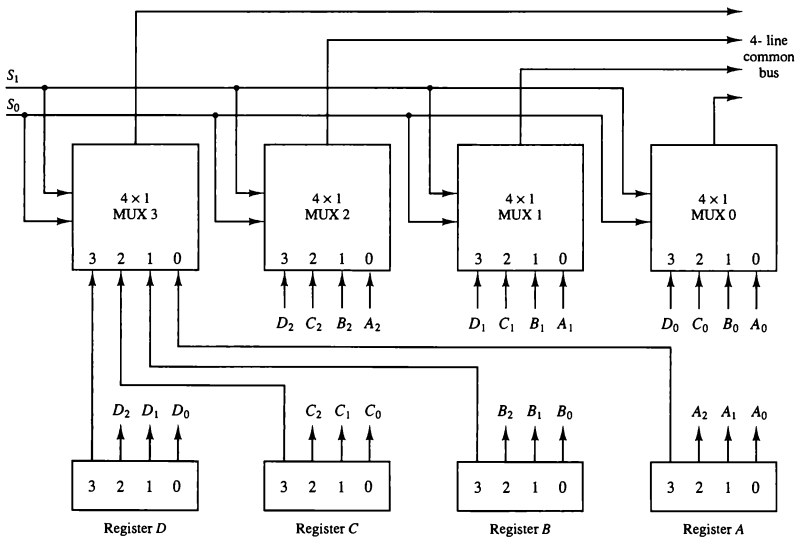 4- line
common
bus
S₁
S₀
4 × 1
MUX 3
4 × 1
MUX 2
4 × 1
MUX 1
4 × 1
MUX 0
3 2 1 0
3 2 1 0
3 2 1 0
3 2 1 0
D₂ C₂ B₂ A₂
D₁ C₁ B₁ A₁
D₀ C₀ B₀ A₀
D₂ D₁ D₀
C₂ C₁ C₀
B₂ B₁ B₀
A₂ A₁ A₀
3 2 1 0
3 2 1 0
3 2 1 0
3 2 1 0
Register D
Register C
Register B
Register A